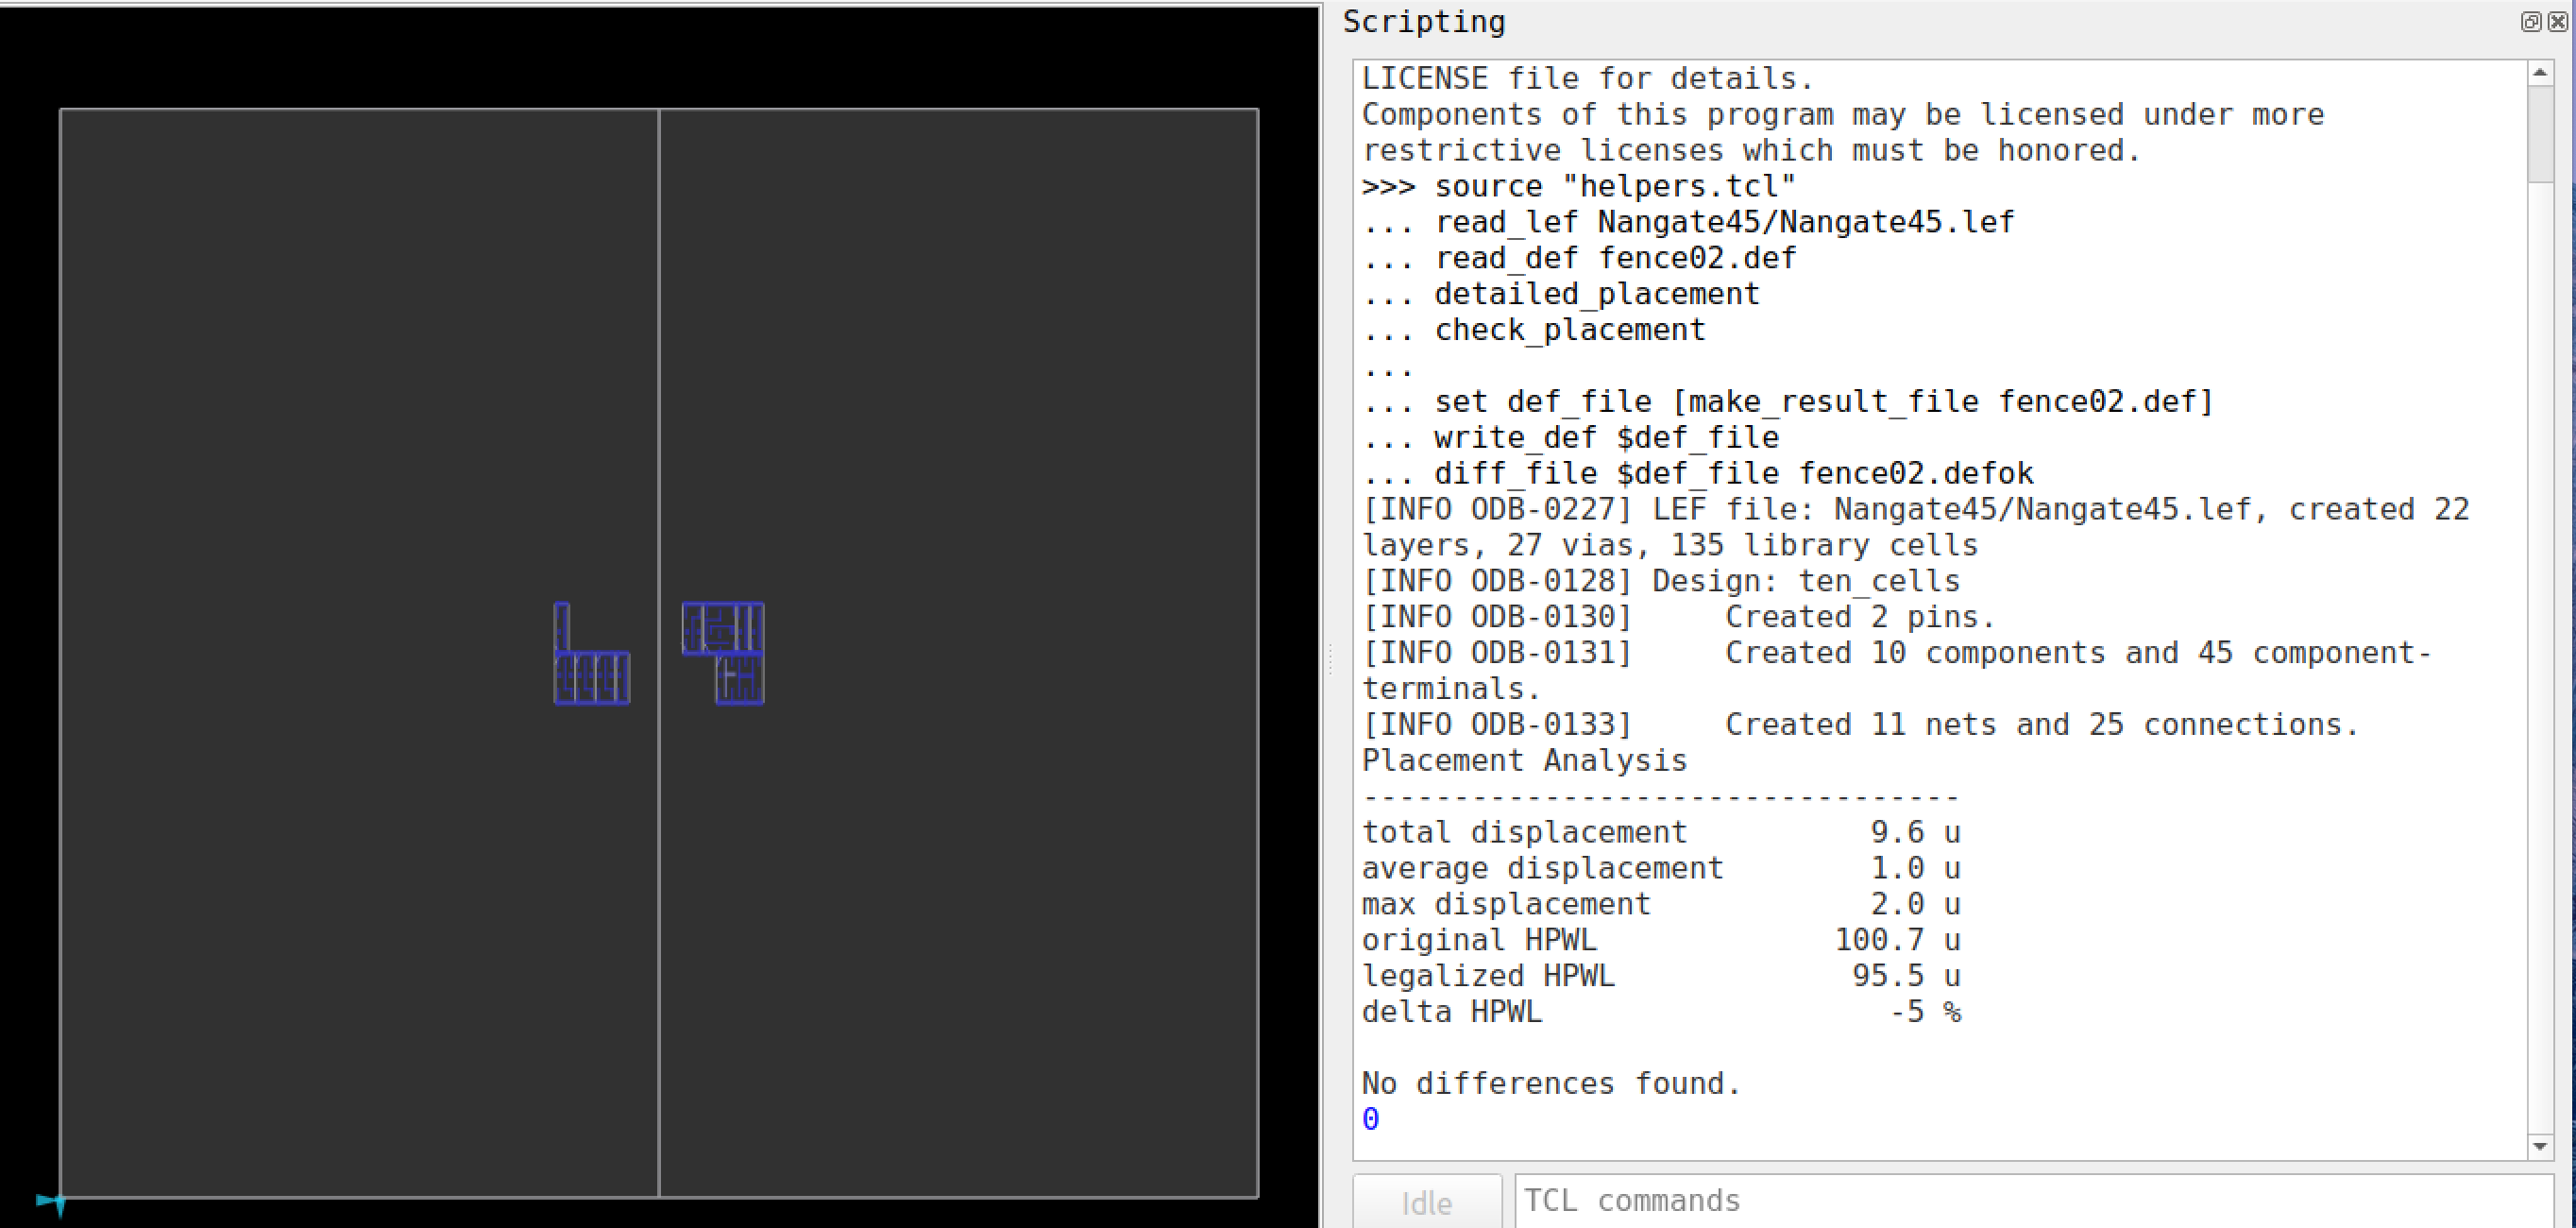 Scripting
LICENSE file for details.
Components of this program may be licensed under more
restrictive licenses which must be honored.
>>> source "helpers.tcl"
... read_lef Nangate45/Nangate45.lef
... read_def fence02.def
... detailed_placement
... check_placement
...
... set def_file [make_result_file fence02.def]
... write_def $def_file
... diff_file $def_file fence02.defok
[INFO ODB-0227] LEF file: Nangate45/Nangate45.lef, created 22
layers, 27 vias, 135 library cells
[INFO ODB-0128] Design: ten_cells
[INFO ODB-0130]     Created 2 pins.
[INFO ODB-0131]     Created 10 components and 45 component-
terminals.
[INFO ODB-0133]     Created 11 nets and 25 connections.
Placement Analysis
---------------------------------
total displacement          9.6 u
average displacement        1.0 u
max displacement            2.0 u
original HPWL             100.7 u
legalized HPWL             95.5 u
delta HPWL                   -5 %
No differences found.
0
Idle
TCL commands